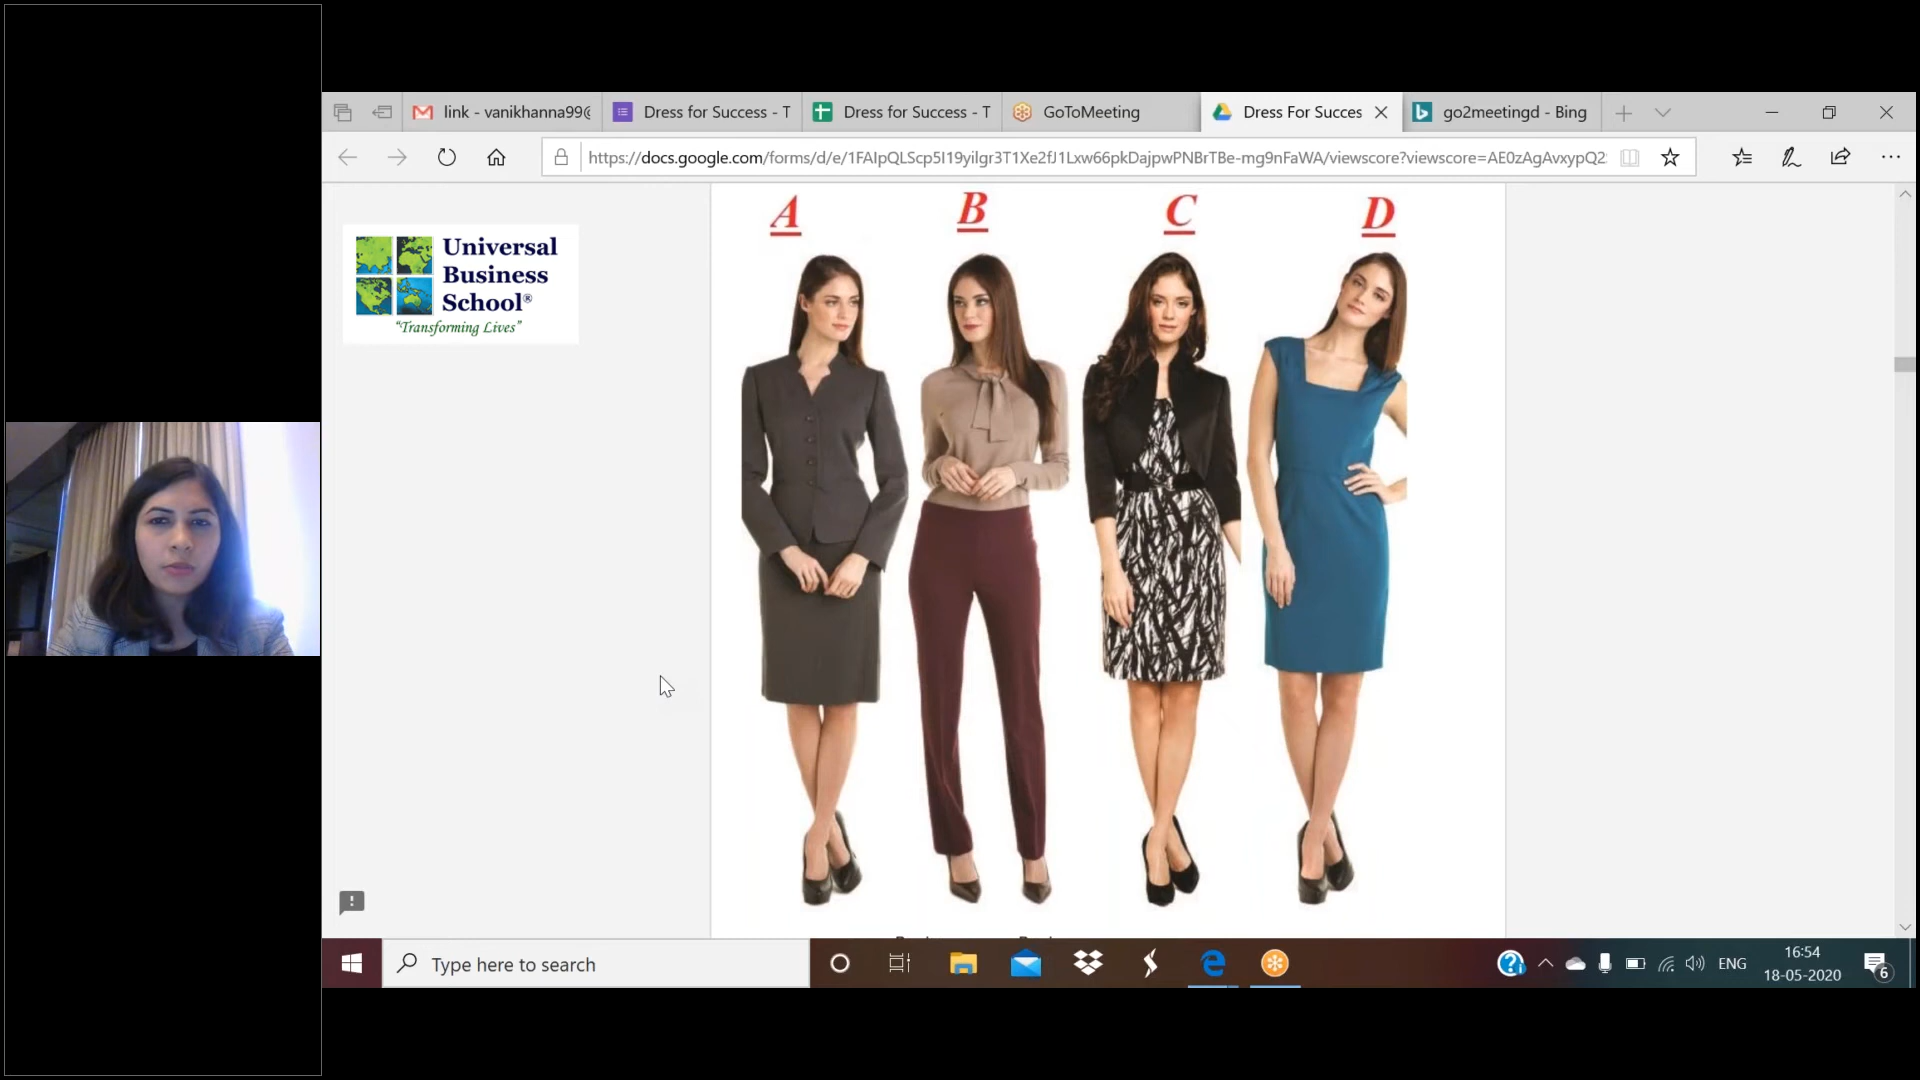 link - vanikhanna99@
Dress for Success - T
Dress for Success - T
GoToMeeting
Dress For Succes
go2meetingd - Bing
https://docs.google.com/forms/d/e/1FAIpQLScp5I19yilgr3T1Xe2fJ1Lxw66pkDajpwPNBrTBe-mg9nFaWA/viewscore?viewscore=AE0zAgAvxypQ2
A B C D
Universal
Business
School®
“Transforming Lives”
Type here to search
ENG
16:54
18-05-2020
6